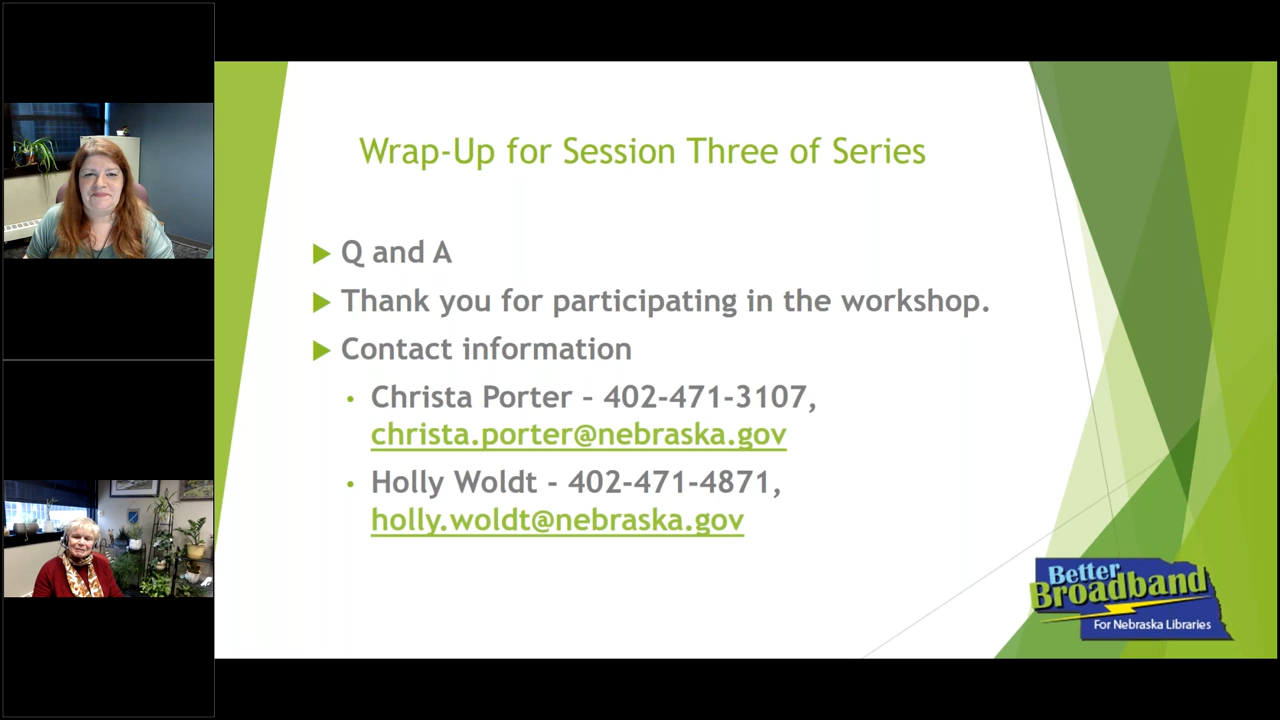 Wrap-Up for Session Three of Series
Q and A
Thank you for participating in the workshop.
Contact information
Christa Porter – 402-471-3107,
christa.porter@nebraska.gov
Holly Woldt - 402-471-4871,
holly.woldt@nebraska.gov
Better
Broadband
For Nebraska Libraries